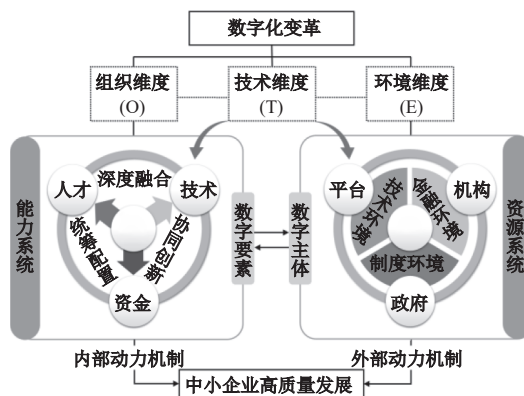 数字化变革
组织维度
(O)
技术维度
(T)
环境维度
(E)
能力系统
人才
深度融合
技术
统筹配置
协同创新
资金
数字要素
数字主体
平台
技术环境
金融环境
机构
制度环境
政府
资源系统
内部动力机制
外部动力机制
中小企业高质量发展